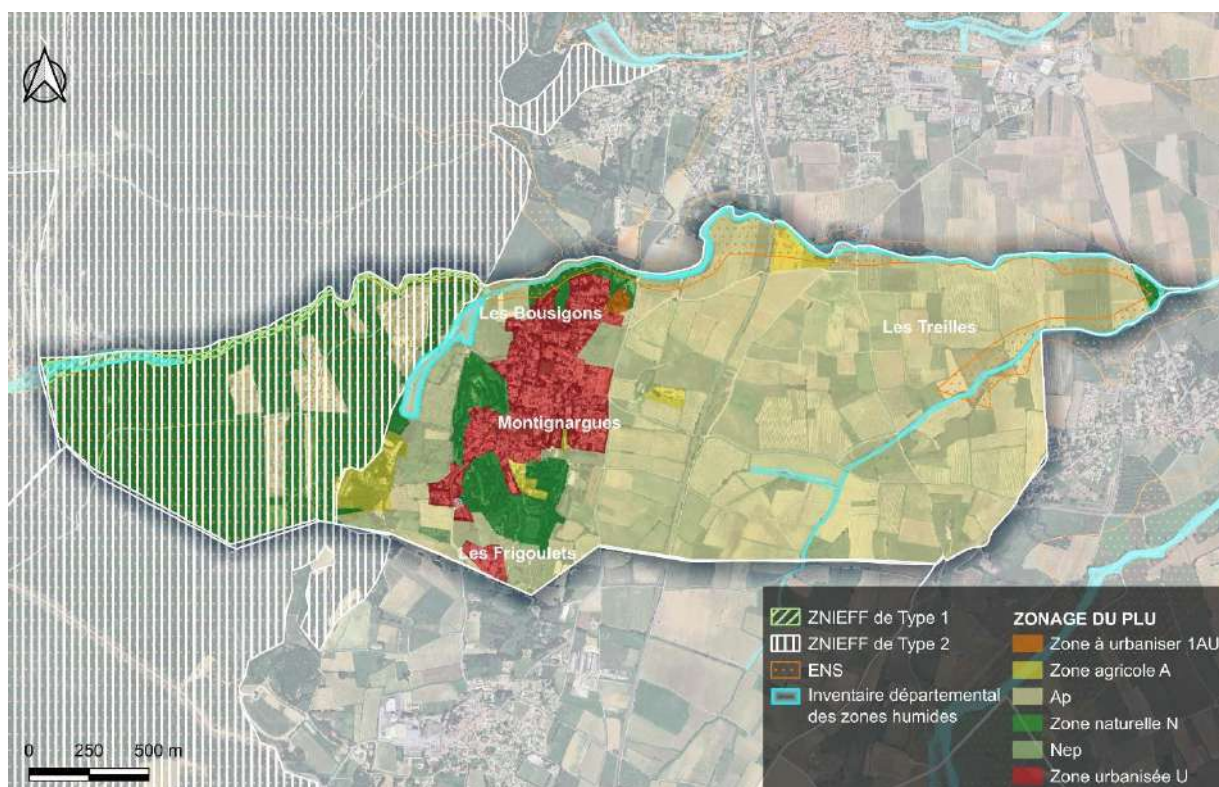 Les Bousigons
Les Treilles
Montignargues
Les Frigoulets
ZNIEFF de Type 1
ZNIEFF de Type 2
ENS
Inventaire départemental
des zones humides
ZONAGE DU PLU
Zone à urbaniser 1AU
Zone agricole A
Ap
Zone naturelle N
Nep
Zone urbanisée U
0 250 500 m